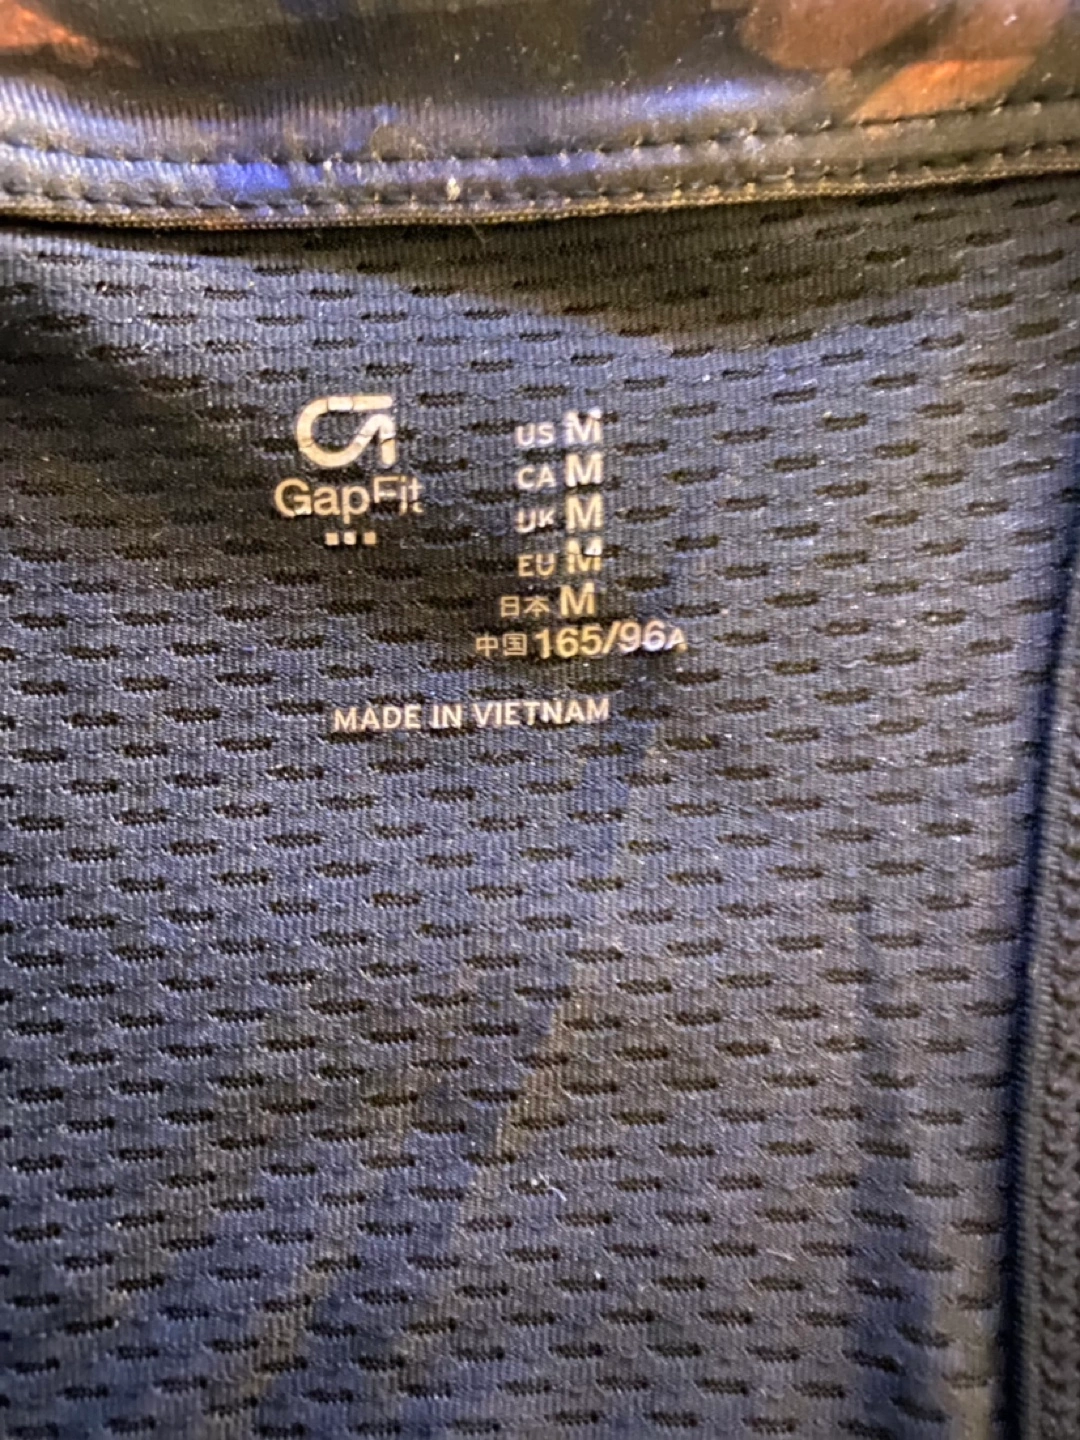 GapFit
US M
CA M
UK M
EU M
日本 M
中国 165/96A
MADE IN VIETNAM